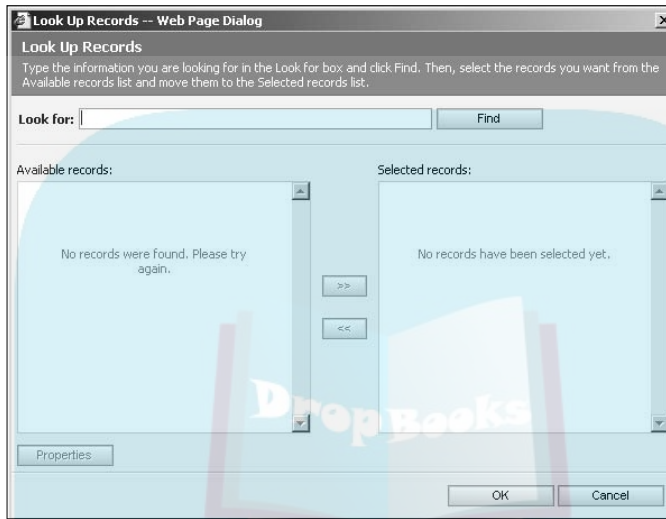 Look Up Records -- Web Page Dialog
Look Up Records
Type the information you are looking for in the Look for box and click Find. Then, select the records you want from the
Available records list and move them to the Selected records list.
Look for:
Find
Available records:
Selected records:
No records were found. Please try
again.
No records have been selected yet.
>>
<<
DropBooks
Properties
OK
Cancel